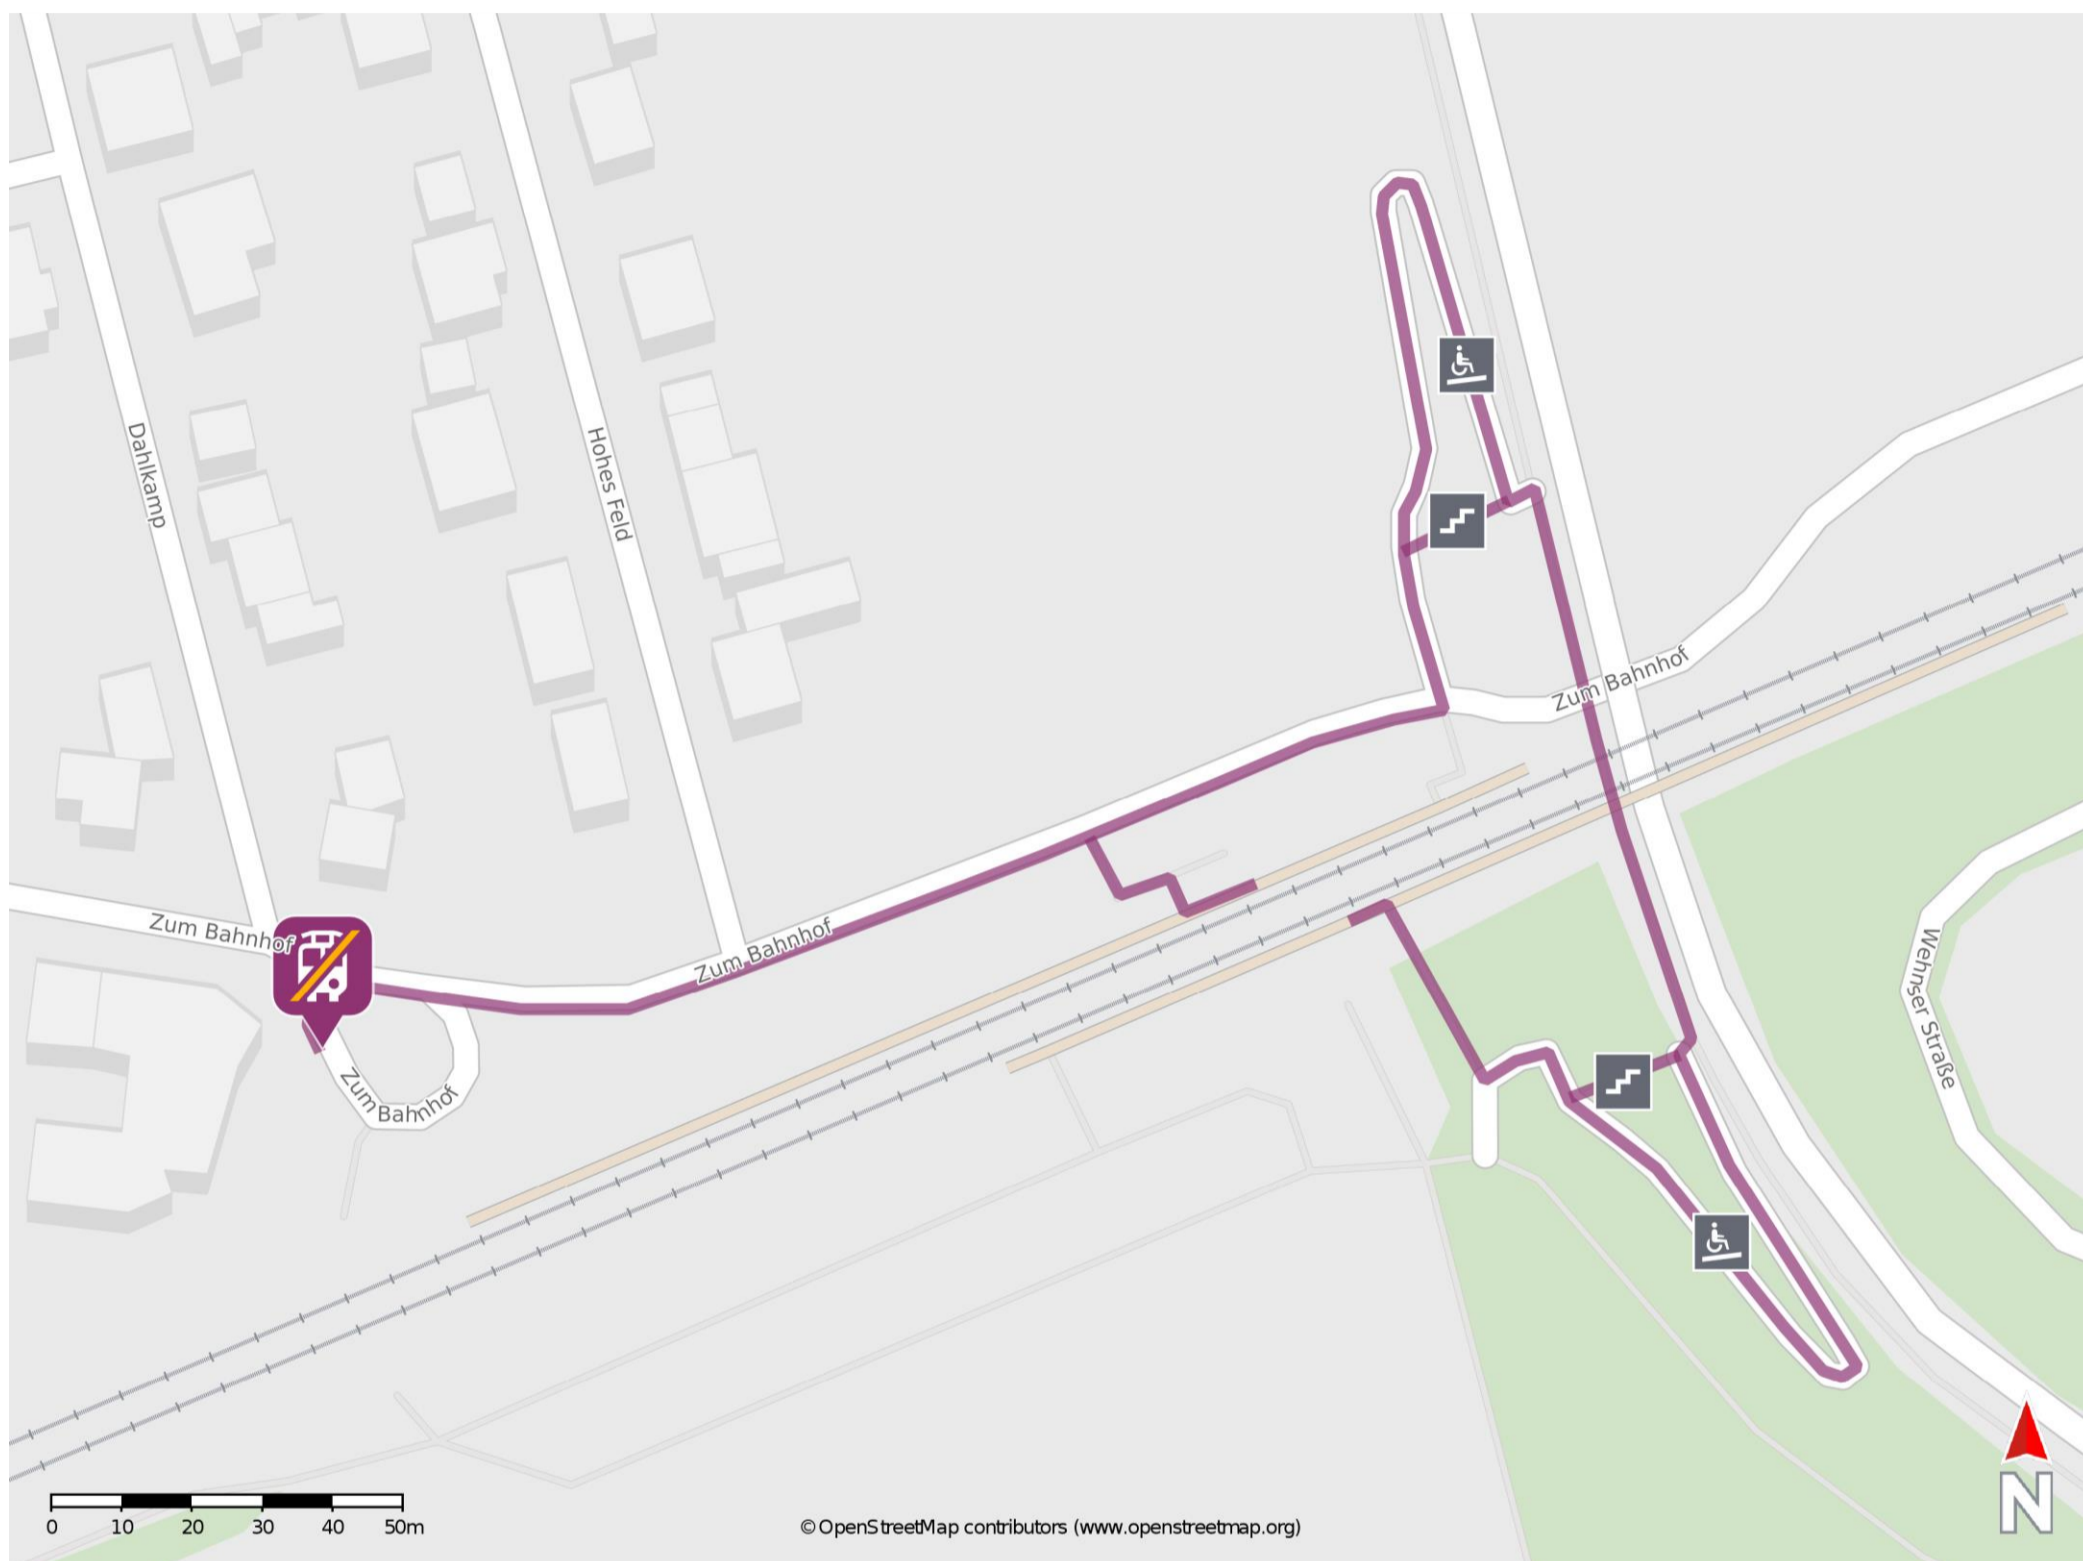 Dahlkamp
Hohes Feld
Zum Bahnhof
Zum Bahnhof
Zum Bahnhof
Zum Bahnhof
Wehnser Straße
0 10 20 30 40 50m
© OpenStreetMap contributors (www.openstreetmap.org)
N